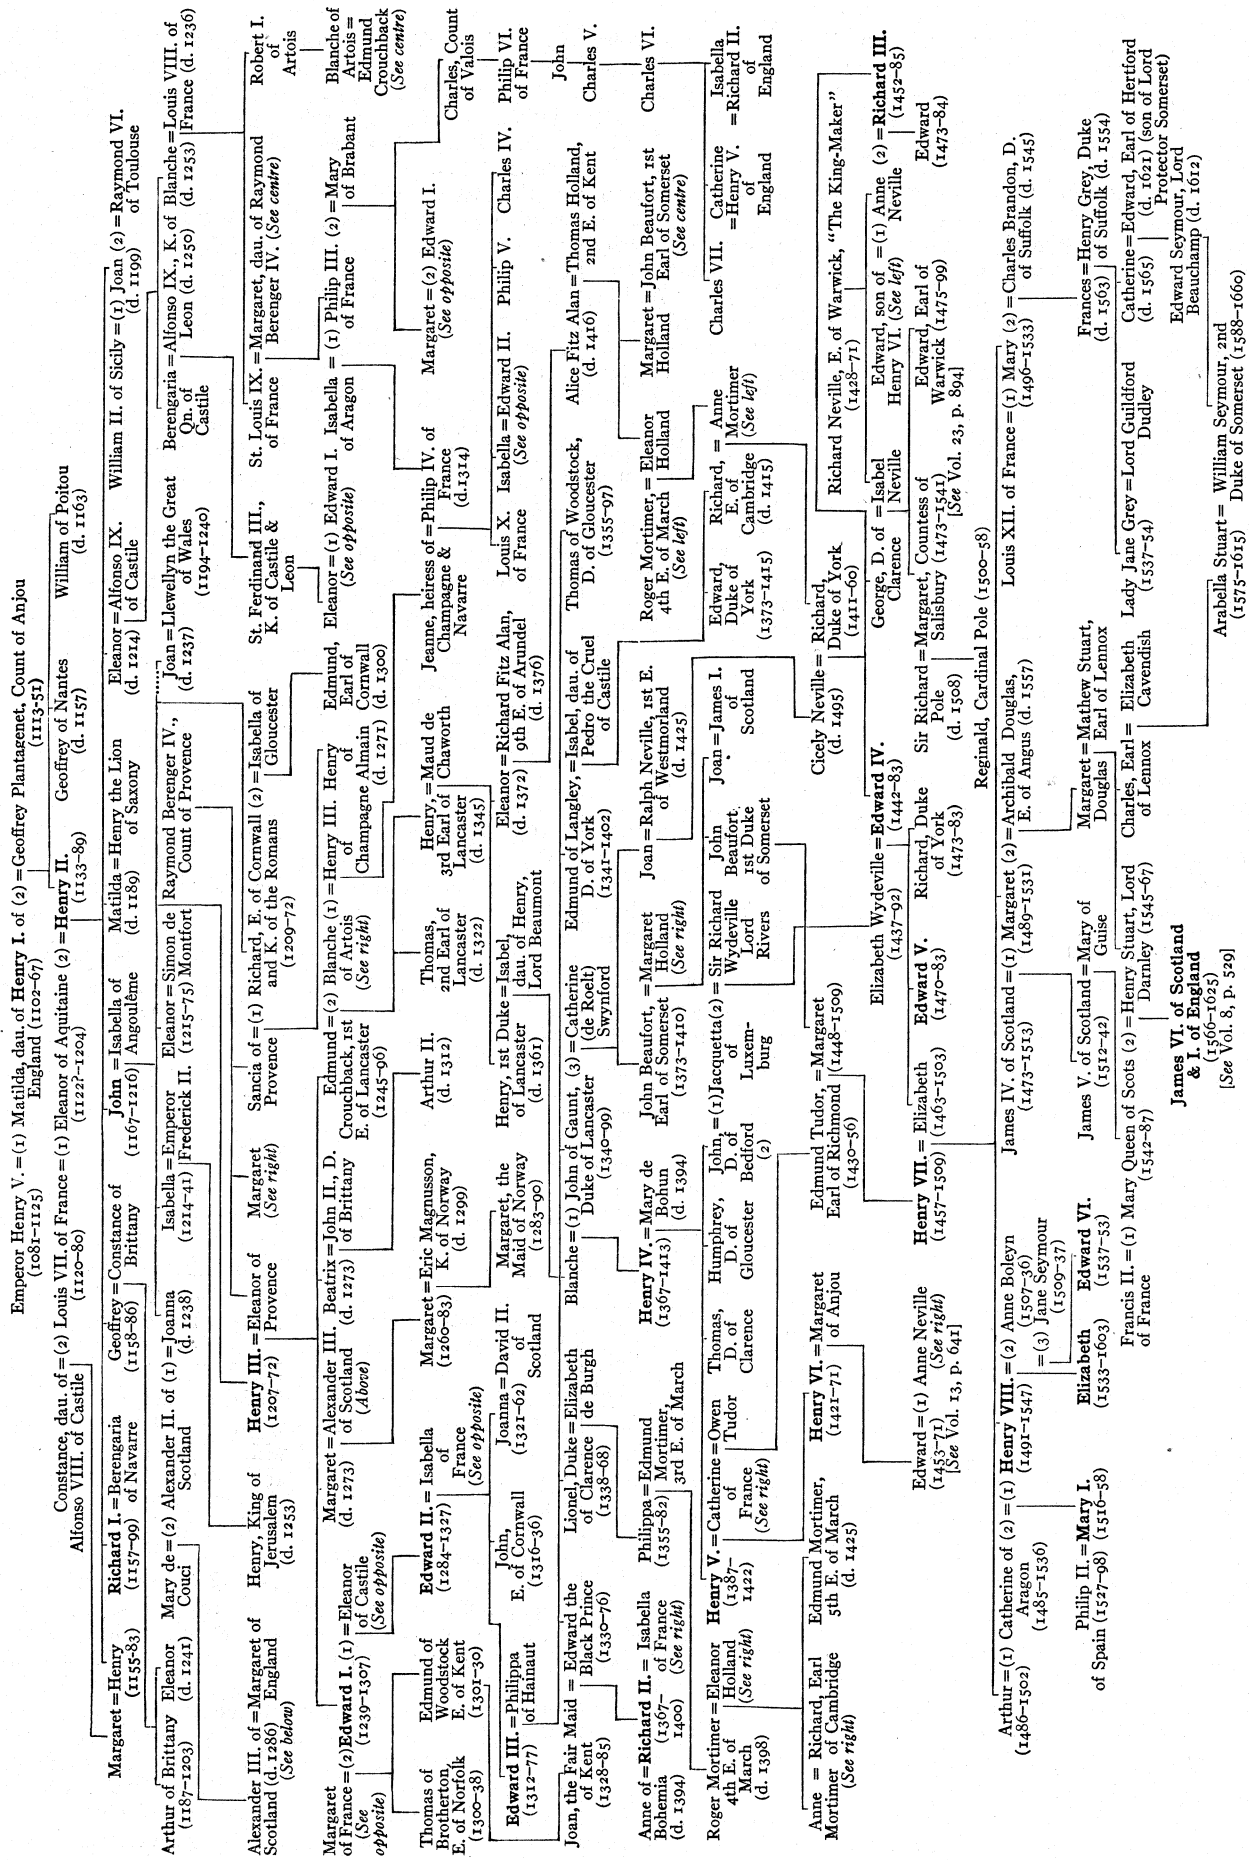 Emperor Henry V. = (1) Matilda, dau. of Henry I. of (2) = Geoffrey Plantagenet, Count of Anjou
(1081-1125)
England (1102-67)
(1113-51)
Constance, dau. of = (2) Louis VII. of France = (1) Eleanor of Aquitaine (2) = Henry II.
Alfonso VIII. of Castile
(1120-80)
(1122?-1204)
(1133-89)
Geoffrey of Nantes
(d. 1157)
William of Poitou
(d. 1163)
Margaret = Henry
(1155-83)
Richard I. = Berengaria
(1157-99) of Navarre
Geoffrey = Constance of
(1158-86) Brittany
John = Isabella of
(1167-1216) Angoulême
Matilda = Henry the Lion
(d. 1189) of Saxony
Eleanor = Alfonso IX.
(d. 1214) of Castile
William II. of Sicily = (1) Joan (2) = Raymond VI.
(d. 1199) of Toulouse
Arthur of Brittany
(1187-1203)
Eleanor
(d. 1241)
Mary de = (2) Alexander II. of (1) = Joanna
Couci
Scotland
(d. 1238)
Isabella = Emperor
(1214-41) Frederick II.
Eleanor = Simon de
(1215-75) Montfort
Raymond Berenger IV.,
Count of Provence
Joan = Llewellyn the Great
(d. 1237) of Wales
(1194-1240)
Berengaria = Alfonso IX., K. of
Qn. of
Castile
Leon (d. 1250)
Blanche = Louis VIII. of
(d. 1253) France (d. 1236)
Alexander III. of = Margaret of
Scotland (d. 1286) England
(See below)
Henry, King of
Jerusalem
(d. 1253)
Henry III. = Eleanor of
(1207-72) Provence
Margaret
(See right)
Sancia of = (1) Richard, E. of Cornwall (2) = Isabella of
Provence
and K. of the Romans
Gloucester
(1209-72)
St. Ferdinand III.,
K. of Castile &
Leon
St. Louis IX. = Margaret, dau. of Raymond
of France
Berenger IV. (See centre)
Robert I.
of
Artois
Margaret
of France = (2) Edward I. (1) = Eleanor
(See
opposite)
(1239-1307)
of Castile
(See opposite)
Margaret = Alexander III.
(d. 1273) of Scotland
(Above)
Beatrix = John II., D.
(d. 1273) of Brittany
Edmund = (2) Blanche (1) = Henry III.
Crouchback, 1st
E. of Lancaster
(1245-96)
of Artois
(See right)
of
Champagne
Henry
of
Almain
(d. 1271)
Edmund,
Earl of
Cornwall
(d. 1300)
Eleanor = (1) Edward I.
(See opposite)
Isabella = (1) Philip III. (2) = Mary
of Aragon
of France
of Brabant
Blanche of
Artois =
Edmund
Crouchback
(See centre)
Thomas of
Brotherton,
E. of Norfolk
(1300-38)
Edmund of
Woodstock
E. of Kent
(1301-30)
Edward II. = Isabella
(1284-1327)
of
France
(See opposite)
Margaret = Eric Magnusson,
(1260-83) K. of Norway
(d. 1299)
Arthur II.
(d. 1312)
Thomas,
2nd Earl of
Lancaster
(d. 1322)
Henry, = Maud de
3rd Earl of
Lancaster
(d. 1345)
Chaworth
Jeanne, heiress of = Philip IV. of
Champagne &
Navarre
France
(d.1314)
Margaret = (2) Edward I.
(See opposite)
Charles, Count
of Valois
Edward III. = Philippa
(1312-77) of Hainaut
John,
E. of Cornwall
(1316-36)
Joanna = David II.
(1321-62)
of
Scotland
Margaret, the
Maid of Norway
(1283-90)
Henry, 1st Duke = Isabel,
of Lancaster
(d. 1361)
dau. of Henry,
Lord Beaumont
Eleanor = Richard Fitz Alan,
(d. 1372) 9th E. of Arundel
(d. 1376)
Louis X.
of France
Isabella = Edward II.
(See opposite)
Philip V.
Charles IV.
Philip VI.
of France
Joan, the Fair Maid = Edward the
of Kent
(1328-85)
Black Prince
(1330-76)
Lionel, Duke = Elizabeth
of Clarence
(1338-68)
de Burgh
Blanche = (1) John of Gaunt, (3) = Catherine
Duke of Lancaster
(1340-99)
(de Roelt)
Swynford
Edmund of Langley, = Isabel, dau. of
D. of York
(1341-1402)
Pedro the Cruel
of Castile
Thomas of Woodstock,
D. of Gloucester
(1355-97)
Alice Fitz Alan = Thomas Holland,
(d. 1416)
2nd E. of Kent
John
Charles V.
Anne of = Richard II. = Isabella
Bohemia
(d. 1394)
(1367-
1400)
of France
(See right)
Philippa = Edmund
(1355-82)
Mortimer,
3rd E. of March
Henry IV. = Mary de
(1367-1413)
Bohun
(d. 1394)
John Beaufort, = Margaret
Earl of Somerset
(1373-1410)
Holland
(See right)
Joan = Ralph Neville, 1st E.
of Westmorland
(d. 1425)
Roger Mortimer, = Eleanor
4th E. of March
(See left)
Holland
Margaret = John Beaufort, 1st
Holland
Earl of Somerset
(See centre)
Charles VI.
Roger Mortimer = Eleanor
4th E. of
March
(d. 1398)
Holland
(See right)
Henry V. = Catherine = Owen
(1387-
1422)
of
France
(See right)
Tudor
Thomas,
D. of
Clarence
Humphrey,
D. of
Gloucester
John, = (1) Jacquetta (2) = Sir Richard
D. of
Bedford
(2)
of
Luxem-
burg
Wydeville
Lord
Rivers
John
Beaufort,
1st Duke
of Somerset
Joan = James I.
of
Scotland
Edward,
Duke of
York
(1373-1415)
Richard, = Anne
E. of
Cambridge
(d. 1415)
Mortimer
(See left)
Charles VII.
Catherine
= Henry V.
of
England
Isabella
= Richard II.
of
England
Anne = Richard, Earl
Mortimer of Cambridge
(See right)
Edmund Mortimer,
5th E. of March
(d. 1425)
Henry VI. = Margaret
(1421-71) of Anjou
Edmund Tudor, = Margaret
Earl of Richmond
(1430-56)
(1448-1509)
Cicely Neville = Richard,
(d. 1495)
Duke of York
(1411-60)
Richard Neville, E. of Warwick, "The King-Maker"
(1428-71)
Elizabeth Wydeville = Edward IV.
(1437-92)
(1442-83)
George, D. of = Isabel
Clarence
Neville
Edward, son of = (1) Anne (2) = Richard III.
Henry VI. (See left)
Neville
(1452-85)
Edward = (1) Anne Neville
(1453-71)
(See right)
[See Vol. 13, p. 641]
Henry VII. = Elizabeth
(1457-1509)
(1463-1503)
Edward V.
(1470-83)
Richard, Duke
of York
(1473-83)
Sir Richard = Margaret, Countess of
Pole
(d. 1508)
Salisbury (1473-1541)
[See Vol. 23, p. 894]
Edward, Earl of
Warwick (1475-99)
Edward
(1473-84)
Reginald, Cardinal Pole (1500-58)
Arthur = (1) Catherine of (2) = (1) Henry VIII. = (2) Anne Boleyn
(1486-1502)
Aragon
(1485-1536)
(1491-1547)
(1507-36)
= (3) Jane Seymour
(1509-37)
James IV. of Scotland = (1) Margaret (2) = Archibald Douglas,
(1473-1513)
(1489-1531)
E. of Angus (d. 1557)
Louis XII. of France = (1) Mary (2) = Charles Brandon, D.
(1496-1533)
of Suffolk (d. 1545)
Philip II. = Mary I.
of Spain (1527-98) (1516-58)
Elizabeth
(1533-1603)
Edward VI.
(1537-53)
James V. of Scotland = Mary of
(1512-42)
Guise
Margaret = Mathew Stuart,
Douglas
Earl of Lennox
Frances = Henry Grey, Duke
(d. 1563) of Suffolk (d. 1554)
Francis II. = (1) Mary Queen of Scots (2) = Henry Stuart, Lord
of France
(1542-87)
Darnley (1545-67)
Charles, Earl = Elizabeth
of Lennox
Cavendish
Lady Jane Grey = Lord Guildford
(1537-54)
Dudley
Catherine = Edward, Earl of Hertford
(d. 1565)
(d. 1621) (son of Lord
Protector Somerset)
James VI. of Scotland
& I. of England
(1566-1625)
[See Vol. 8, p. 529]
Edward Seymour, Lord
Beauchamp (d. 1612)
Arabella Stuart = William Seymour, 2nd
(1575-1615)
Duke of Somerset (1588-1660)